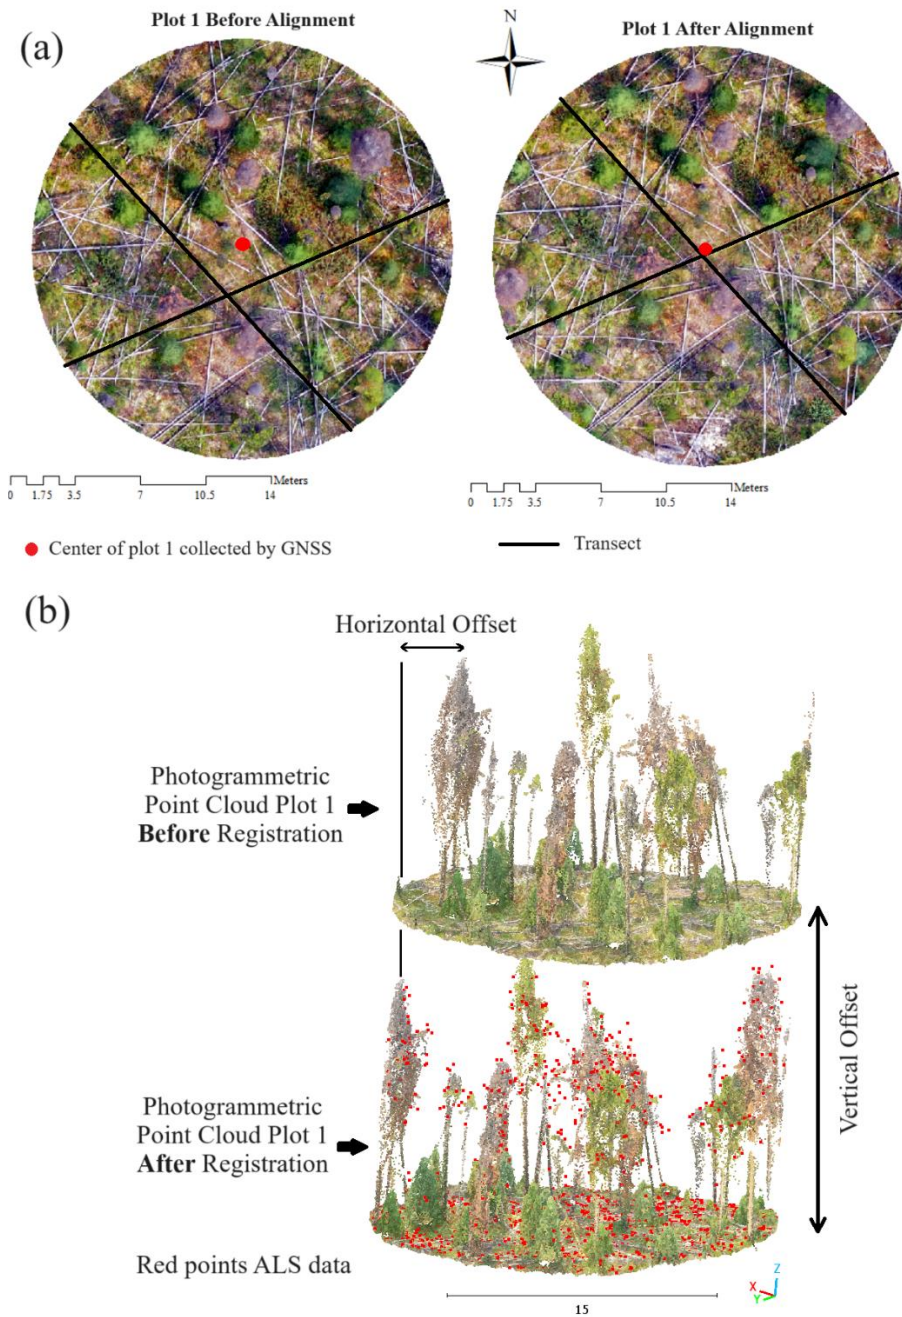 (a)
Plot 1 Before Alignment
N
Plot 1 After Alignment
0 1.75 3.5 7 10.5 14 Meters
0 1.75 3.5 7 10.5 14 Meters
Center of plot 1 collected by GNSS
Transect
(b)
Horizontal Offset
Photogrammetric
Point Cloud Plot 1
Before Registration
Vertical Offset
Photogrammetric
Point Cloud Plot 1
After Registration
Red points ALS data
15
Z
X
Y